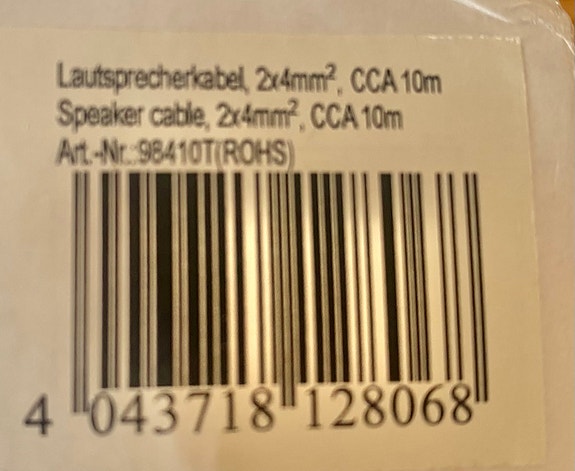 Lautsprecherkabel, 2x4mm², CCA 10m
Speaker cable, 2x4mm², CCA 10m
Art.-Nr.:98410T(ROHS)
4 043718 128068